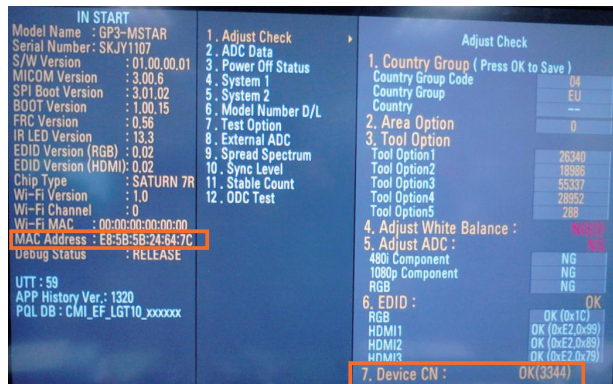 IN START
Model Name : GP3-MSTAR
Serial Number: SKJY1107
S/W Version : 01,00,00,01
MICOM Version : 3,00,6
SPI Boot Version : 3,01,02
BOOT Version : 1,00,15
FRC Version : 0,56
IR LED Version : 13,3
EDID Version (RGB) : 0,02
EDID Version (HDMI): 0,02
Chip Type : SATURN 7R
Wi-Fi Version : 1,0
Wi-Fi Channel : 0
Wi-Fi MAC : 00:00:00:00:00:00
MAC Address : E8:5B:5B:24:64:7C
Debug Status : RELEASE
UTT : 59
APP History Ver.: 1320
PQL DB : CMI_EF_LGT10_xxxxxx
1 . Adjust Check
2 . ADC Data
3 . Power Off Status
4 . System 1
5 . System 2
6 . Model Number D/L
7 . Test Option
8 . External ADC
9 . Spread Spectrum
10 . Sync Level
11 . Stable Count
12 . ODC Test
Adjust Check
1. Country Group ( Press OK to Save )
Country Group Code 04
Country Group EU
Country --
2. Area Option 0
3. Tool Option
Tool Option1 26340
Tool Option2 18986
Tool Option3 55337
Tool Option4 28952
Tool Option5 288
4. Adjust White Balance :
5. Adjust ADC : NG
480i Component NG
1080p Component NG
RGB NG
6. EDID : OK
RGB OK (0x1C)
HDMI1 OK (0xE2,0x99)
HDMI2 OK (0xE2,0x89)
HDMI3 OK (0xE2,0x79)
7. Device CN : OK(3344)